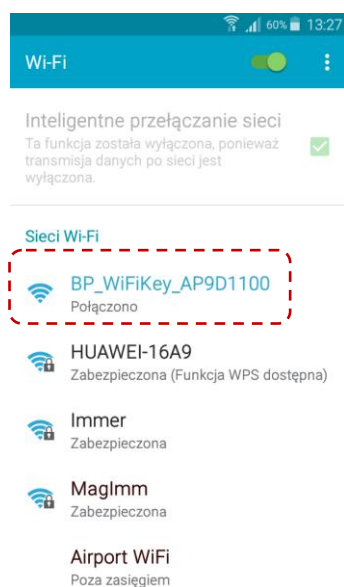 60% 13:27
Wi-Fi
Inteligentne przełączanie sieci
Ta funkcja została wyłączona, ponieważ
transmisja danych po sieci jest
wyłączona.
Sieci Wi-Fi
BP_WiFiKey_AP9D1100
Połączono
HUAWEI-16A9
Zabezpieczona (Funkcja WPS dostępna)
Immer
Zabezpieczona
MagImm
Zabezpieczona
Airport WiFi
Poza zasięgiem